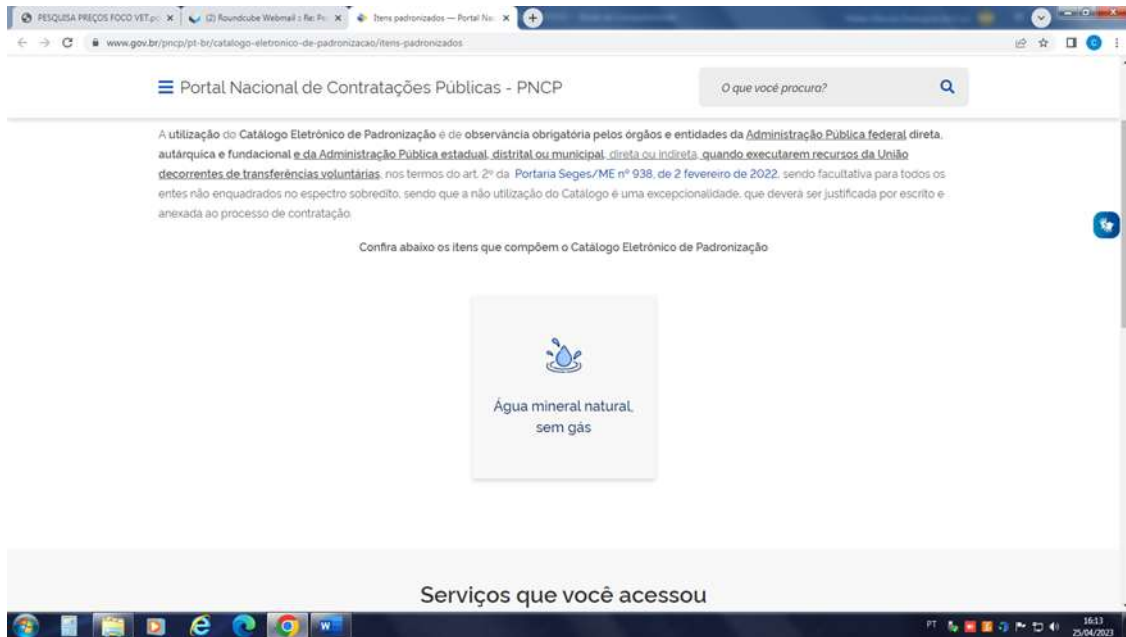 PESQUISA PREÇOS FOCO VET.p
(2) Roundcube Webmail :: Re: P
Itens padronizados — Portal Na
www.gov.br/pncp/pt-br/catalogo-eletronico-de-padronizacao/itens-padronizados
Portal Nacional de Contratações Públicas - PNCP
O que você procura?
A utilização do Catálogo Eletrônico de Padronização é de observância obrigatória pelos órgãos e entidades da Administração Pública federal direta,
autárquica e fundacional e da Administração Pública estadual, distrital ou municipal, direta ou indireta, quando executarem recursos da União
decorrentes de transferências voluntárias, nos termos do art. 2º da Portaria Seges/ME nº 938, de 2 fevereiro de 2022, sendo facultativa para todos os
entes não enquadrados no espectro sobredito, sendo que a não utilização do Catálogo é uma excepcionalidade, que deverá ser justificada por escrito e
anexada ao processo de contratação.
Confira abaixo os itens que compõem o Catálogo Eletrônico de Padronização
Água mineral natural,
sem gás
Serviços que você acessou
PT
16:13
25/04/2023